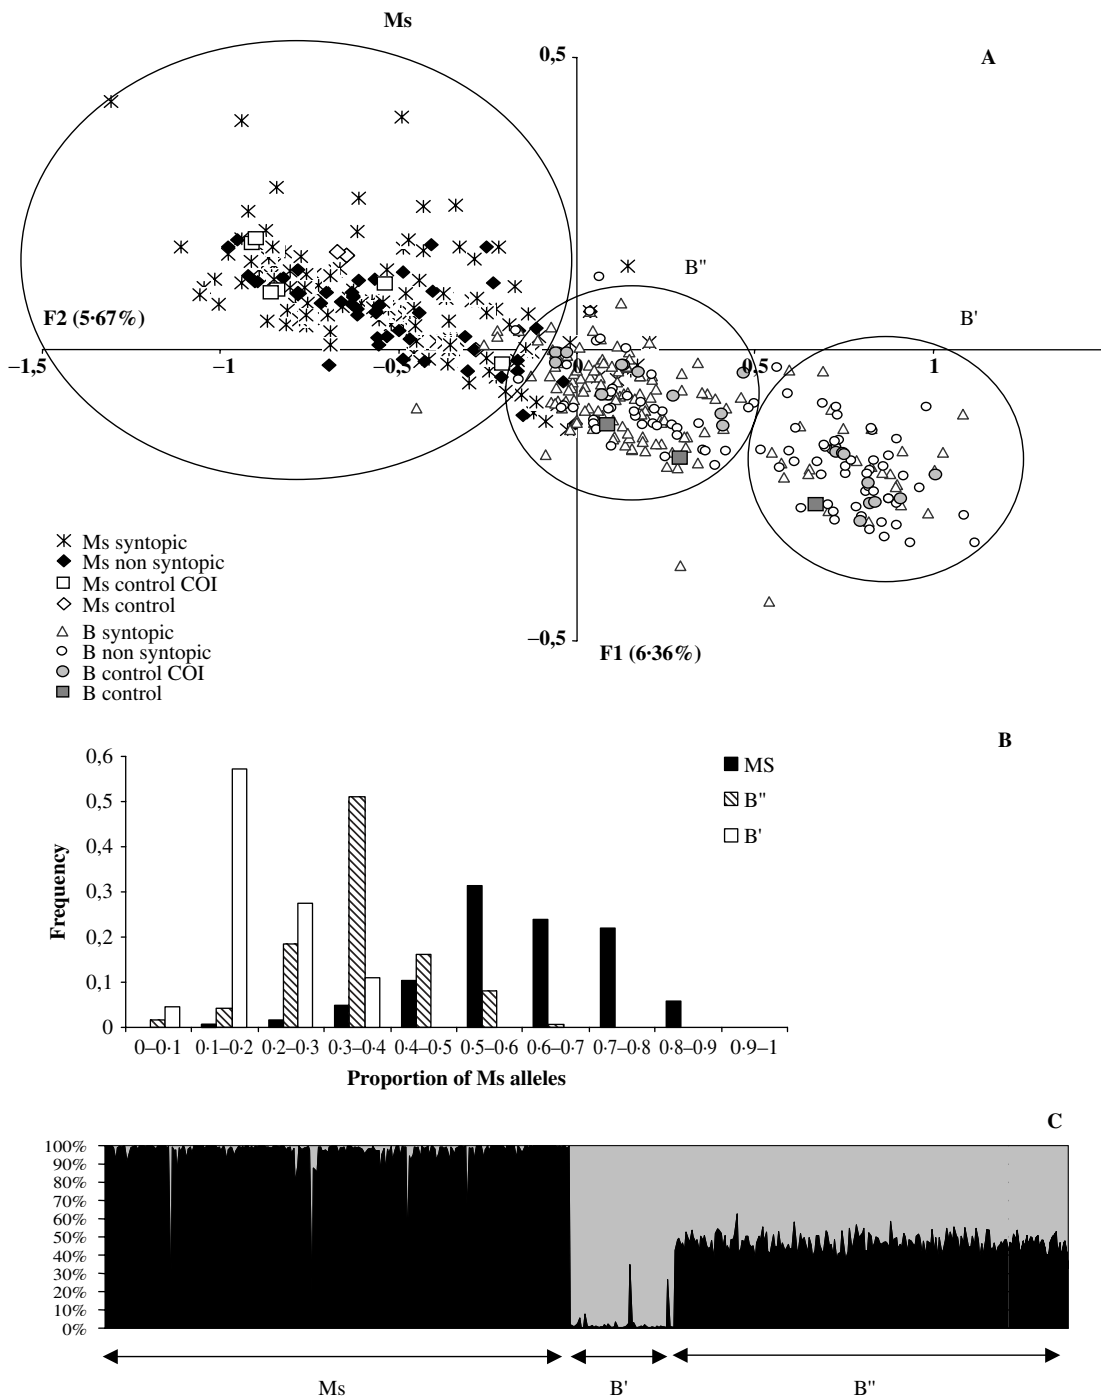 Ms
0,5
A
B"
B'
F2 (5·67%)
–1,5
–1
–0,5
0
0,5
1
–0,5
F1 (6·36%)
Ms syntopic
Ms non syntopic
Ms control COI
Ms control
B syntopic
B non syntopic
B control COI
B control
B
0,6
0,5
0,4
0,3
0,2
0,1
0
Frequency
MS
B"
B'
0–0·1 0·1–0·2 0·2–0·3 0·3–0·4 0·4–0·5 0·5–0·6 0·6–0·7 0·7–0·8 0·8–0·9 0·9–1
Proportion of Ms alleles
C
100%
90%
80%
70%
60%
50%
40%
30%
20%
10%
0%
Ms B' B"